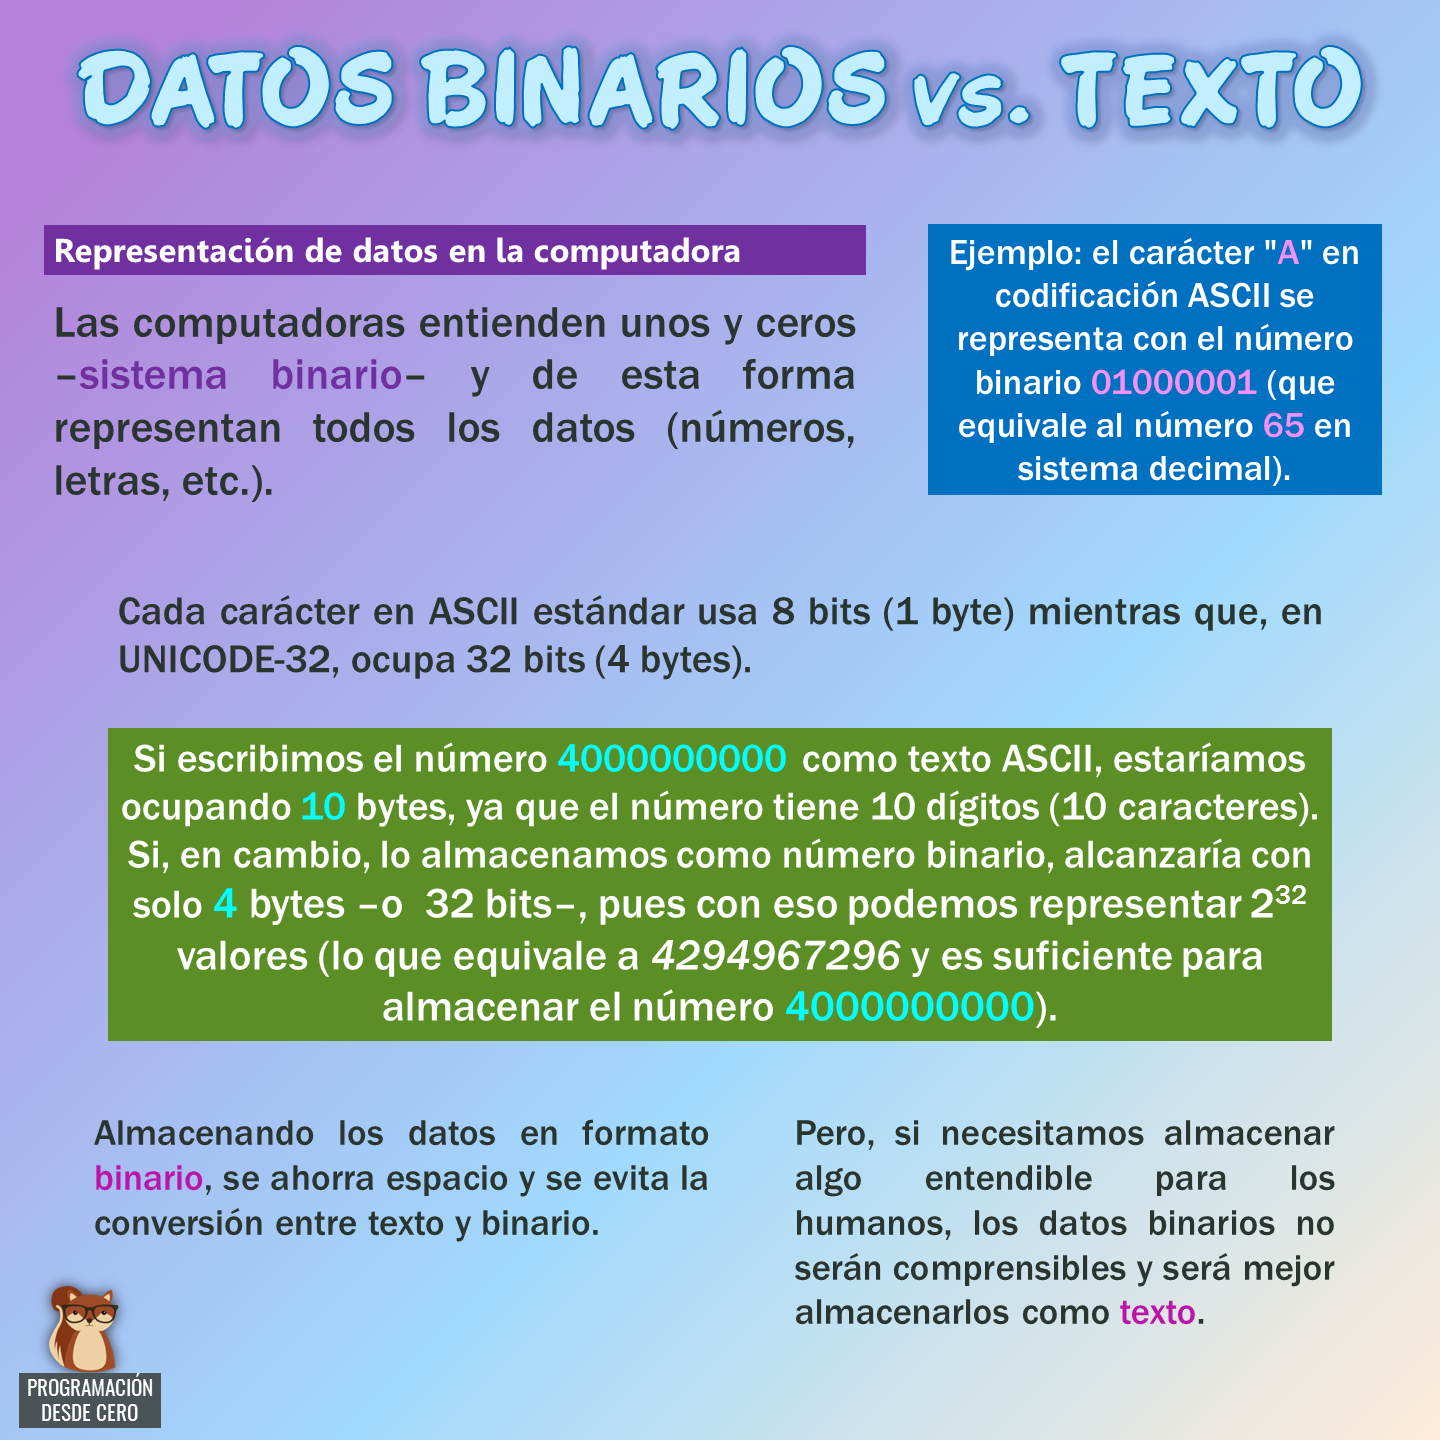 DATOS BINARIOS vs. TEXTO
Representación de datos en la computadora
Las computadoras entienden unos y ceros
–sistema binario– y de esta forma
representan todos los datos (números,
letras, etc.).
Ejemplo: el carácter "A" en
codificación ASCII se
representa con el número
binario 01000001 (que
equivale al número 65 en
sistema decimal).
Cada carácter en ASCII estándar usa 8 bits (1 byte) mientras que, en
UNICODE-32, ocupa 32 bits (4 bytes).
Si escribimos el número 4000000000 como texto ASCII, estaríamos
ocupando 10 bytes, ya que el número tiene 10 dígitos (10 caracteres).
Si, en cambio, lo almacenamos como número binario, alcanzaría con
solo 4 bytes –o 32 bits–, pues con eso podemos representar 2³²
valores (lo que equivale a 4294967296 y es suficiente para
almacenar el número 4000000000).
Almacenando los datos en formato
binario, se ahorra espacio y se evita la
conversión entre texto y binario.
Pero, si necesitamos almacenar
algo entendible para los
humanos, los datos binarios no
serán comprensibles y será mejor
almacenarlos como texto.
PROGRAMACIÓN
DESDE CERO